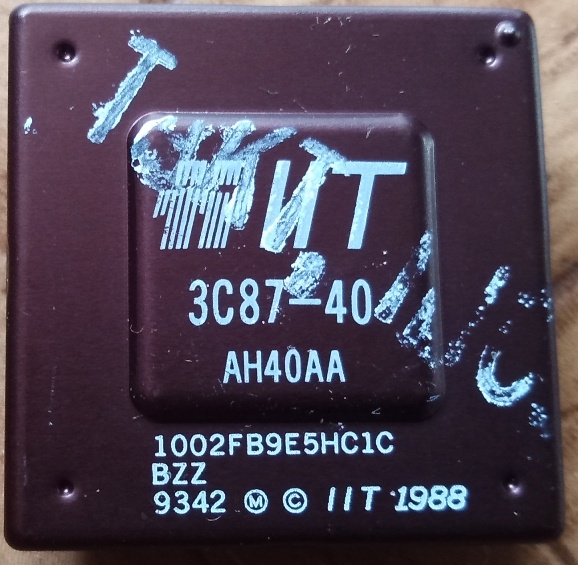 IIT
3C87-40
AH40AA
1002FB9E5HC1C
BZZ
9342 Ⓜ © IIT 1988